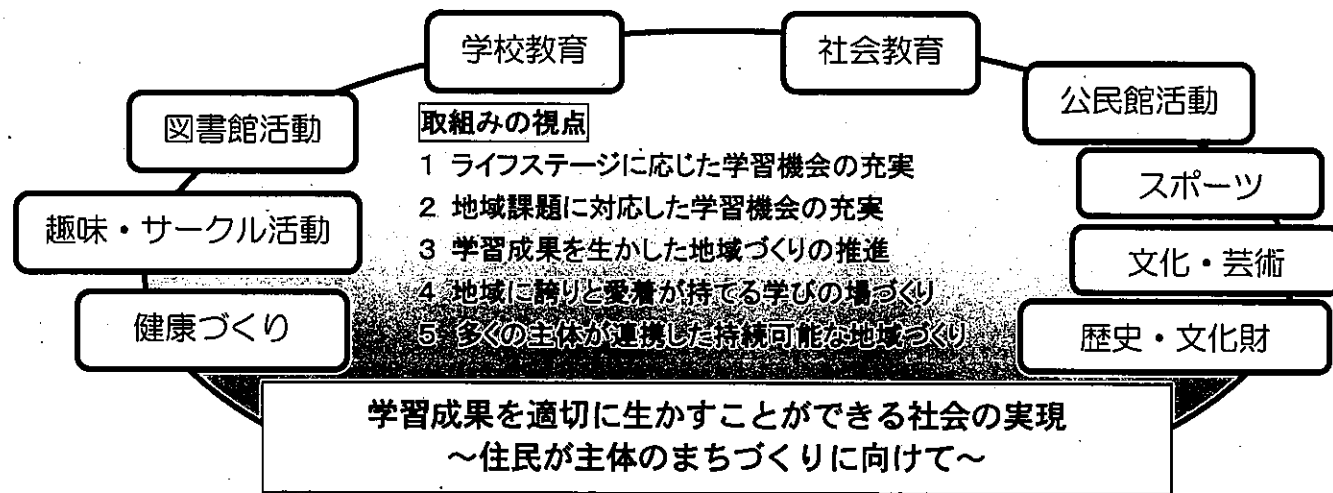 学校教育
社会教育
図書館活動
公民館活動
趣味・サークル活動
スポーツ
健康づくり
文化・芸術
歴史・文化財
取組みの視点
1 ライフステージに応じた学習機会の充実
2 地域課題に対応した学習機会の充実
3 学習成果を生かした地域づくりの推進
4 地域に誇りと愛着が持てる学びの場づくり
5 多くの主体が連携した持続可能な地域づくり
学習成果を適切に生かすことができる社会の実現
~住民が主体のまちづくりに向けて~